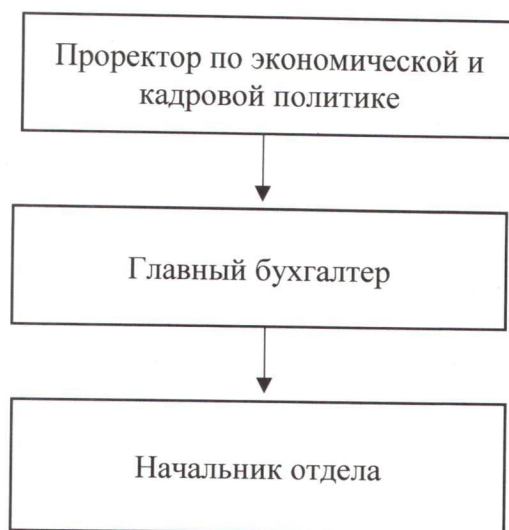 Проректор по экономической и
кадровой политике
Главный бухгалтер
Начальник отдела